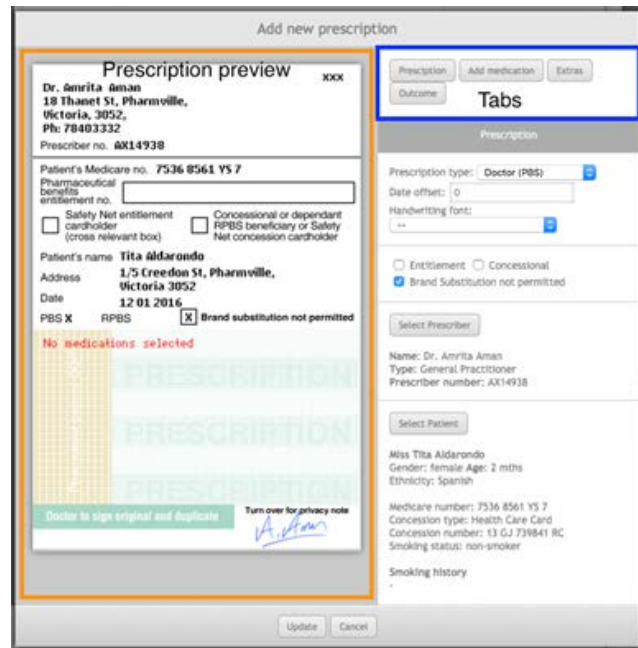 Add new prescription
Prescription preview
xxx
Dr. Amrita Aman
18 Thanet St, Pharmville,
Victoria, 3052,
Ph: 78403332
Prescriber no. AX14938
Patient's Medicare no. 7536 8561 YS 7
Pharmaceutical
benefits
entitlement no.
Safety Net entitlement
cardholder
(cross relevant box)
Concessional or dependant
RPBS beneficiary or Safety
Net concession cardholder
Patient's name Tita Aldarondo
Address 1/5 Creedon St, Pharmville,
Victoria 3052
Date 12 01 2016
PBS X RPBS X Brand substitution not permitted
No medications selected
PRESCRIPTION
PRESCRIPTION
PRESCRIPTION
PRESCRIPTION
Doctor to sign original and duplicate
Turn over for privacy note
A. Aman
Presciption Add medication Extras
Outcome
Tabs
Prescription
Prescription type: Doctor (PBS)
Date offset: 0
Handwriting font:
--
Entitlement Concessional
Brand Substitution not permitted
Select Prescriber
Name: Dr. Amrita Aman
Type: General Practitioner
Prescriber number: AX14938
Select Patient
Miss Tita Aldarondo
Gender: female Age: 2 mths
Ethnicity: Spanish
Medicare number: 7536 8561 YS 7
Concession type: Health Care Card
Concession number: 13 GJ 739841 RC
Smoking status: non-smoker
Smoking history
-
Update Cancel